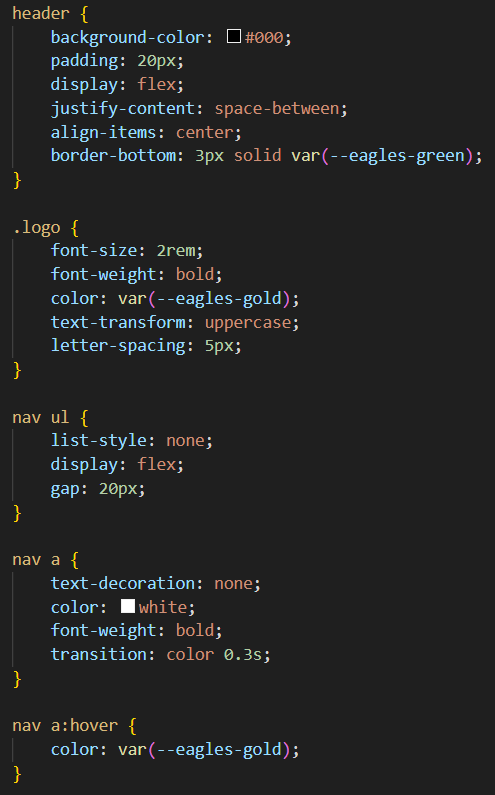 header {
    background-color: #000;
    padding: 20px;
    display: flex;
    justify-content: space-between;
    align-items: center;
    border-bottom: 3px solid var(--eagles-green);
}

.logo {
    font-size: 2rem;
    font-weight: bold;
    color: var(--eagles-gold);
    text-transform: uppercase;
    letter-spacing: 5px;
}

nav ul {
    list-style: none;
    display: flex;
    gap: 20px;
}

nav a {
    text-decoration: none;
    color: white;
    font-weight: bold;
    transition: color 0.3s;
}

nav a:hover {
    color: var(--eagles-gold);
}